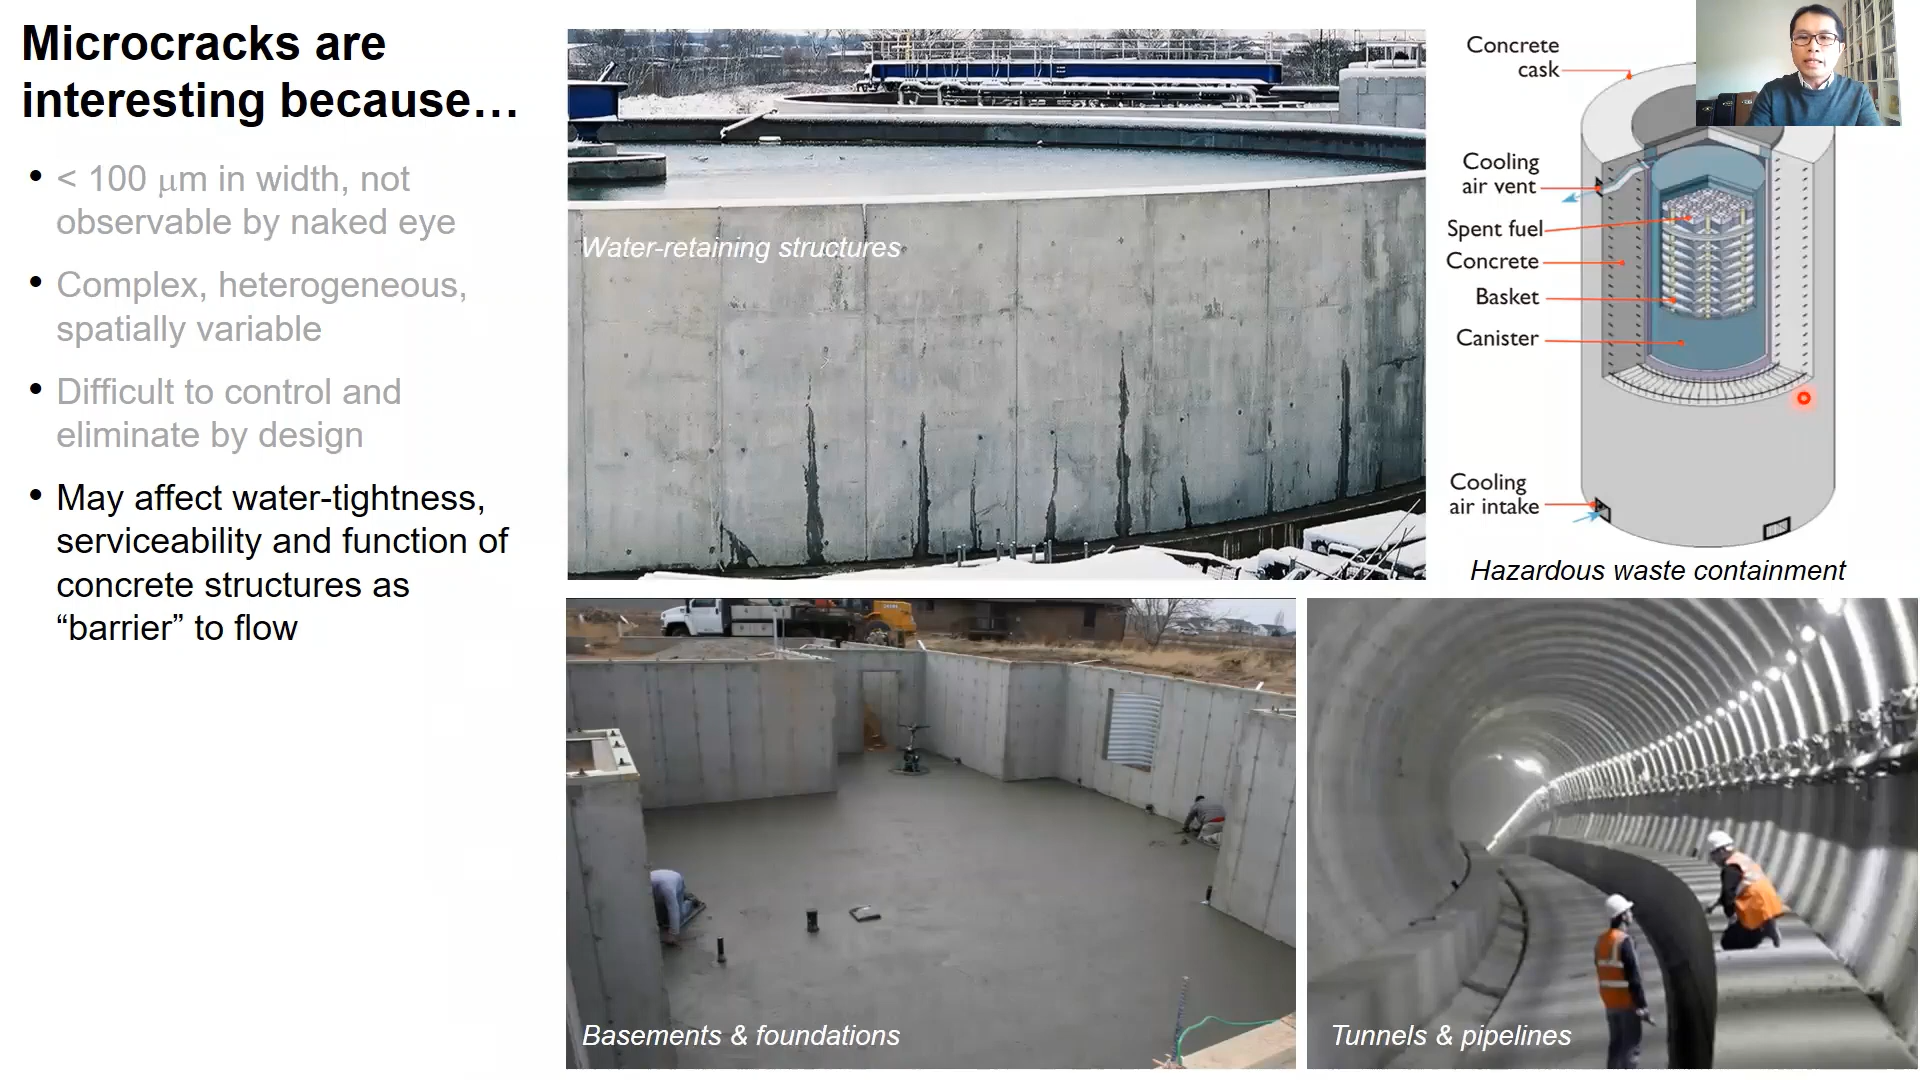 Microcracks are
interesting because…
• < 100 μm in width, not
observable by naked eye
• Complex, heterogeneous,
spatially variable
• Difficult to control and
eliminate by design
• May affect water-tightness,
serviceability and function of
concrete structures as
“barrier” to flow
Water-retaining structures
Concrete
cask
Cooling
air vent
Spent fuel
Concrete
Basket
Canister
Cooling
air intake
Hazardous waste containment
Basements & foundations
Tunnels & pipelines